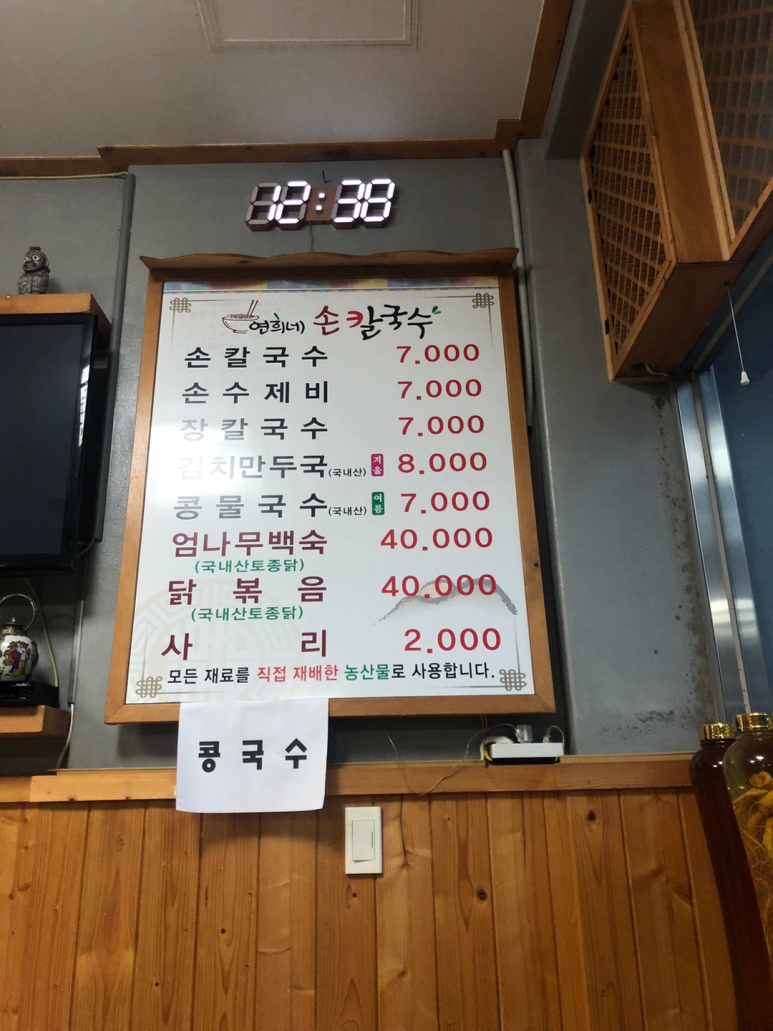 12:38
연희네 손칼국수
손칼국수 7.000
손수제비 7.000
장칼국수 7.000
김치만두국(국내산) 겨울 8.000
콩물국수(국내산) 여름 7.000
엄나무백숙 40.000
(국내산토종닭)
닭볶음 40.000
(국내산토종닭)
사리 2.000
모든 재료를 직접 재배한 농산물로 사용합니다.
콩국수